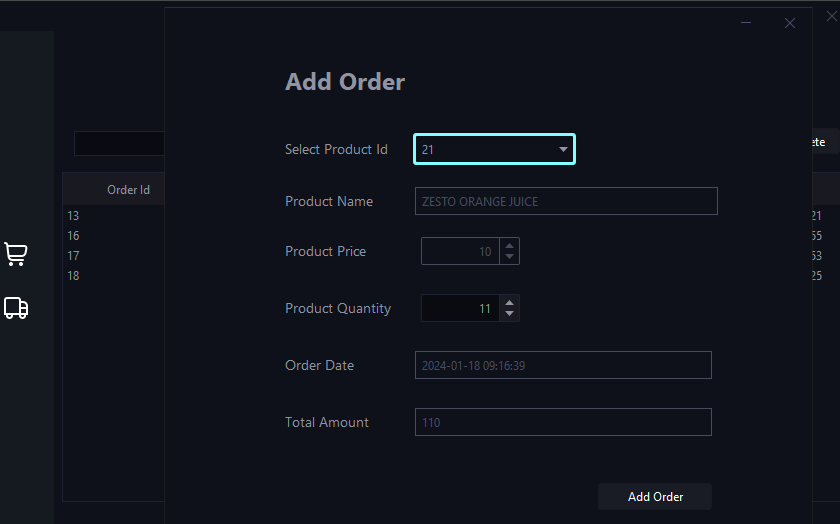 Add Order
ete
Select Product Id 21
Order Id
Product Name ZESTO ORANGE JUICE
13 21
16 55
17 Product Price 10 53
18 25
Product Quantity 11
Order Date 2024-01-18 09:16:39
Total Amount 110
Add Order